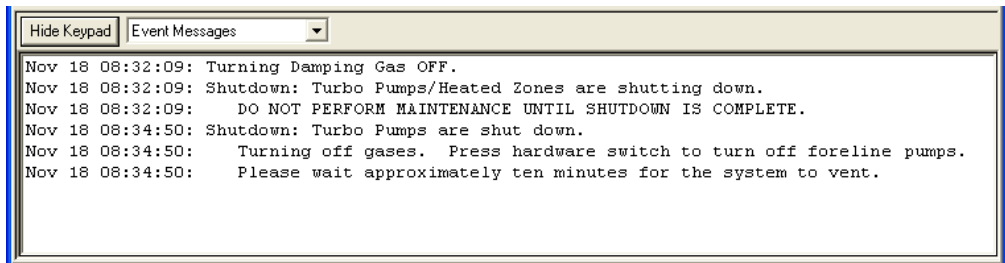 Hide Keypad Event Messages
Nov 18 08:32:09: Turning Damping Gas OFF.
Nov 18 08:32:09: Shutdown: Turbo Pumps/Heated Zones are shutting down.
Nov 18 08:32:09:    DO NOT PERFORM MAINTENANCE UNTIL SHUTDOWN IS COMPLETE.
Nov 18 08:34:50: Shutdown: Turbo Pumps are shut down.
Nov 18 08:34:50:    Turning off gases.  Press hardware switch to turn off foreline pumps.
Nov 18 08:34:50:    Please wait approximately ten minutes for the system to vent.